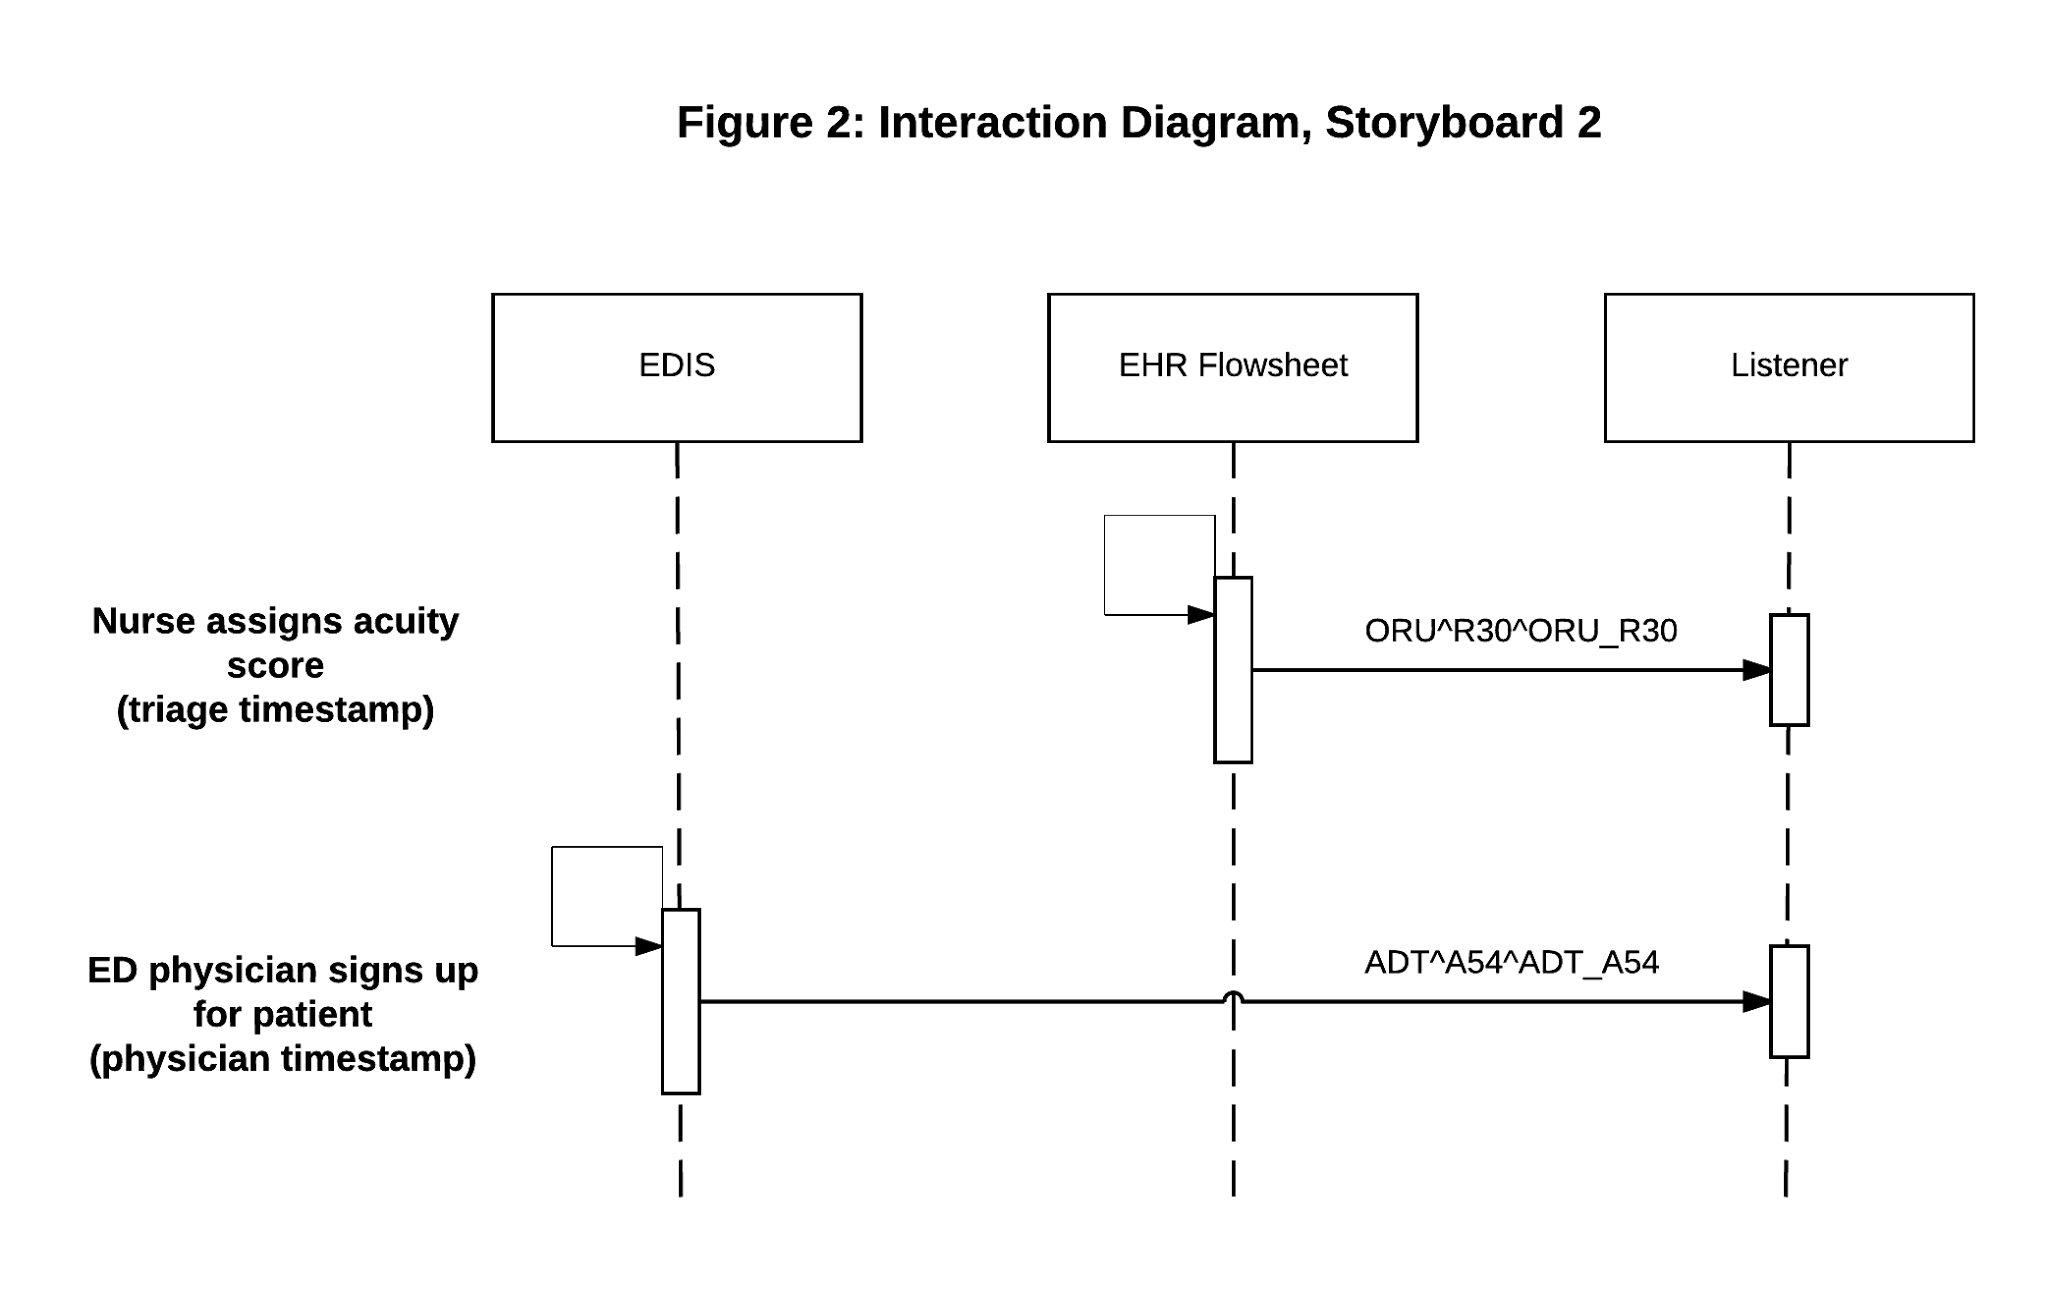 Figure 2: Interaction Diagram, Storyboard 2
EDIS
EHR Flowsheet
Listener
Nurse assigns acuity
score
(triage timestamp)
ORU^R30^ORU_R30
ED physician signs up
for patient
(physician timestamp)
ADT^A54^ADT_A54